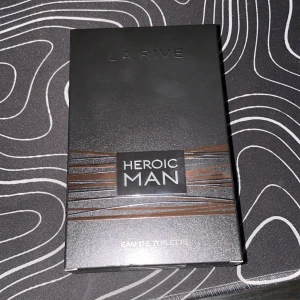 LA RIVE
HEROIC
MAN
EAU DE TOILETTE